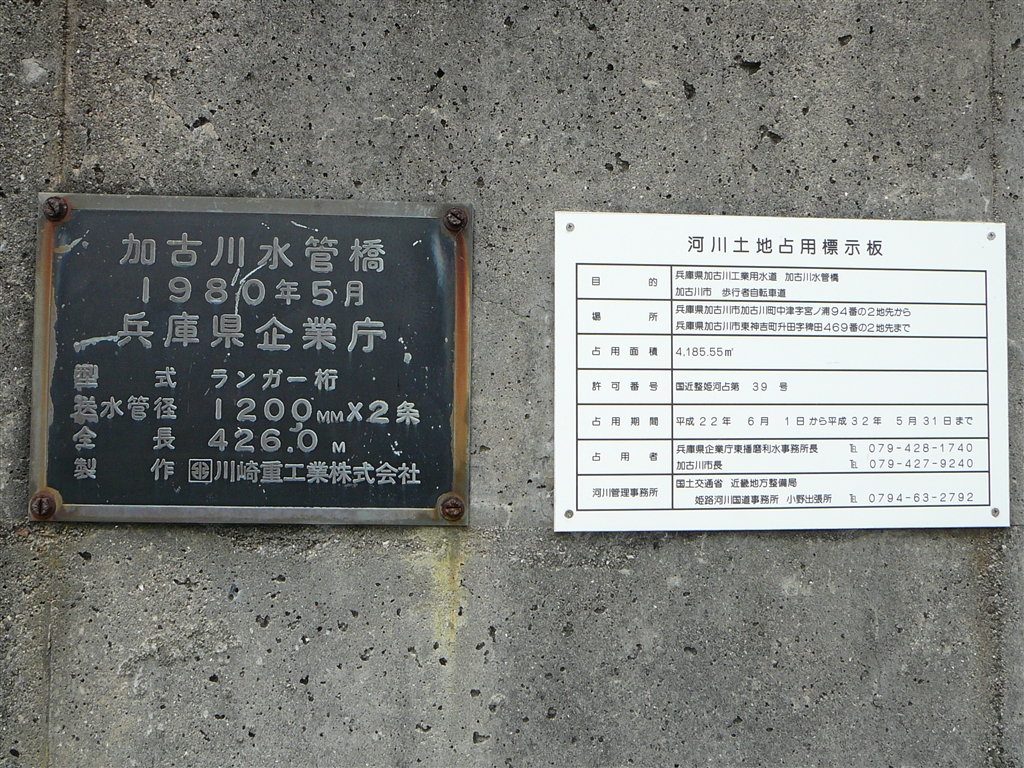 加古川水管橋
1980年5月
兵庫県企業庁
型式 ランガー桁
送水管径 1200MM×2条
全長 426.0M
製作 川崎重工業株式会社
河川土地占用標示板
目的 兵庫県加古川工業用水道 加古川水管橋
加古川市 歩行者自転車道
場所 兵庫県加古川市加古川町中津字宮ノ浦94番の2地先から
兵庫県加古川市東神吉町升田字稗田469番の2地先まで
占用面積 4,185.55㎡
許可番号 国近整姫河占第 39 号
占用期間 平成22年 6月 1日から平成32年 5月31日まで
占用者 兵庫県企業庁東播磨利水事務所長 ℡ 079-428-1740
加古川市長 ℡ 079-427-9240
河川管理事務所 国土交通省 近畿地方整備局
姫路河川国道事務所 小野出張所 ℡ 0794-63-2792